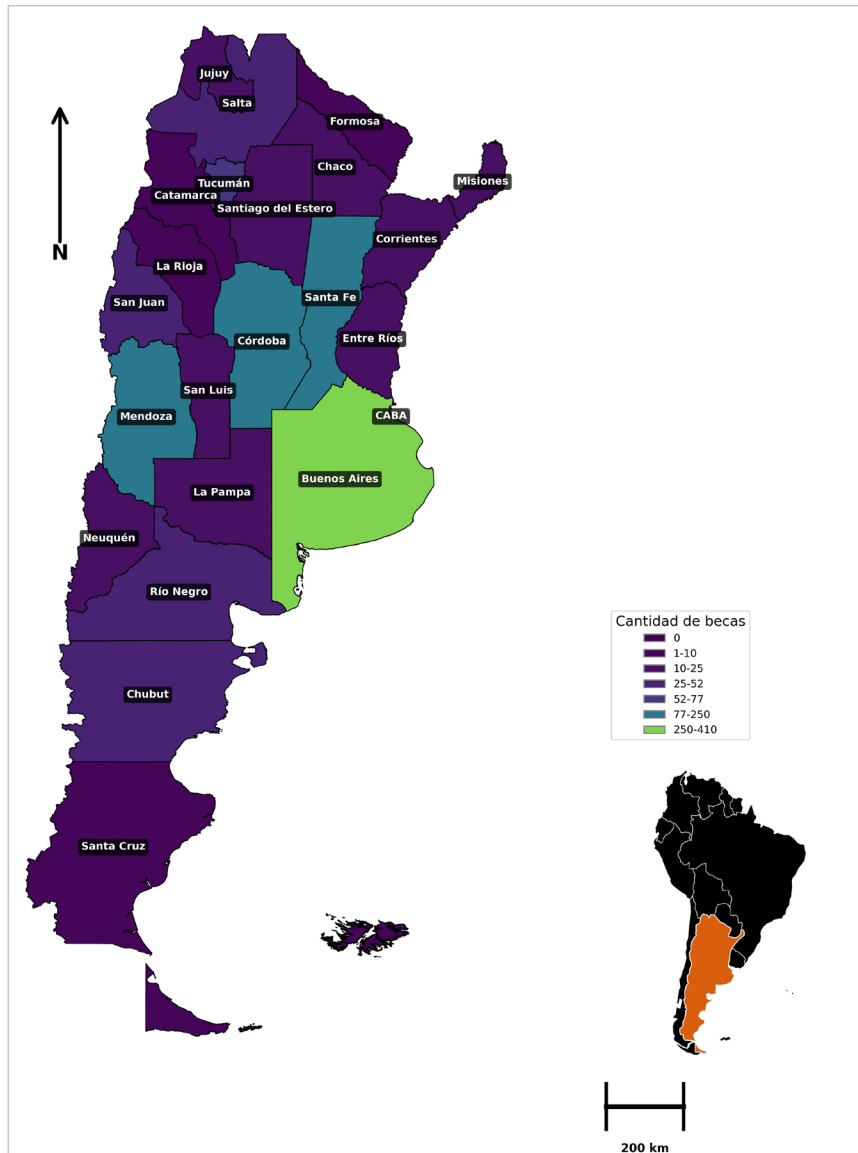 Jujuy
Salta
Formosa
Chaco
Tucumán
Misiones
Catamarca
Santiago del Estero
Corrientes
La Rioja
San Juan
Santa Fe
Córdoba
Entre Ríos
San Luis
Mendoza
CABA
Buenos Aires
La Pampa
Neuquén
Río Negro
Chubut
Santa Cruz
N
Cantidad de becas
0
1-10
10-25
25-52
52-77
77-250
250-410
200 km